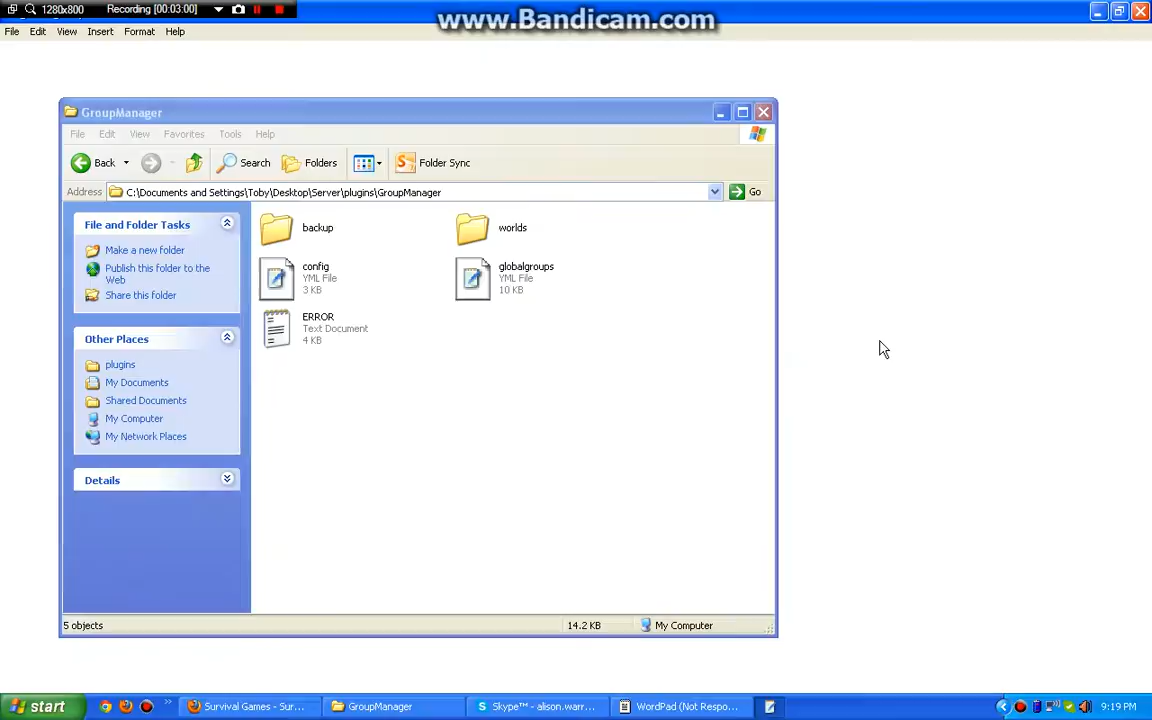 1280x800 Recording [00:03:00]
www.Bandicam.com
File Edit View Insert Format Help
GroupManager
File Edit View Favorites Tools Help
Back Search Folders Folder Sync
Address C:\Documents and Settings\Toby\Desktop\Server\plugins\GroupManager Go
File and Folder Tasks
Make a new folder
Publish this folder to the
Web
Share this folder
Other Places
plugins
My Documents
Shared Documents
My Computer
My Network Places
Details
backup
worlds
config
YML File
3 KB
globalgroups
YML File
10 KB
ERROR
Text Document
4 KB
5 objects 14.2 KB My Computer
start Survival Games - Sur... GroupManager Skype™ - alison.warr... WordPad (Not Respo... 9:19 PM